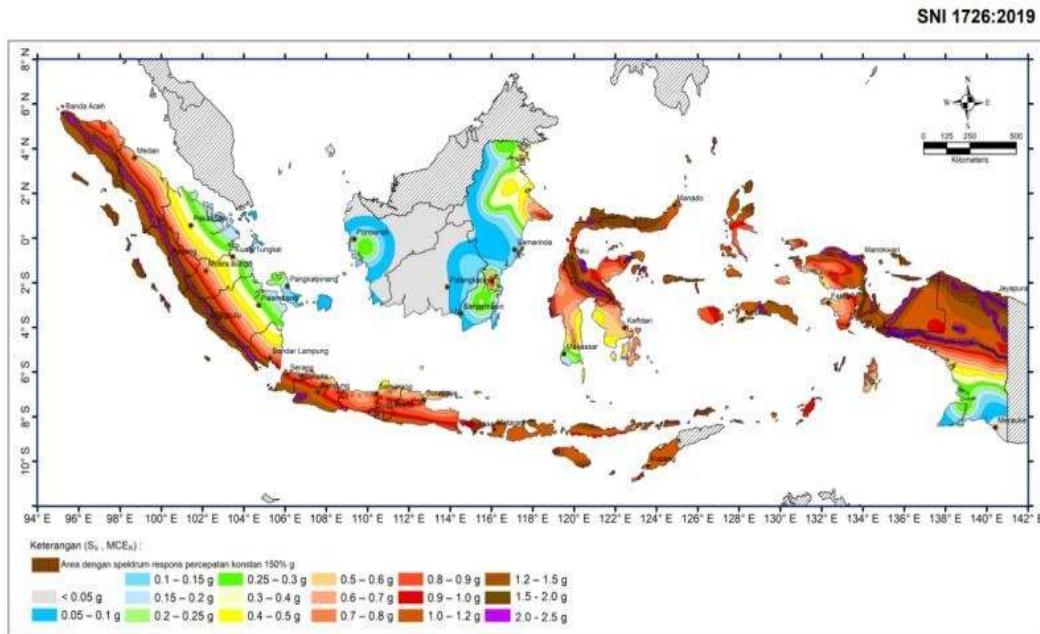 SNI 1726:2019
8° N
6° N
4° N
2° N
0°
2° S
4° S
6° S
8° S
10° S
Banda Aceh
Medan
Manado
Pontianak
Samarinda
Palu
Manokwari
Jayapura
Pangkalpinang
Palembang
Banjarmasin
Kendari
Makassar
Bandar Lampung
Serang
Merauke
N
E
S
0 125 250 500
Kilometers
94° E 96° E 98° E 100° E 102° E 104° E 106° E 108° E 110° E 112° E 114° E 116° E 118° E 120° E 122° E 124° E 126° E 128° E 130° E 132° E 134° E 136° E 138° E 140° E 142° E
Keterangan (SS , MCER) :
Area dengan spektrum respons percepatan konstan 150% g
0.1 – 0.15 g 0.25 – 0.3 g 0.5 – 0.6 g 0.8 – 0.9 g 1.2 – 1.5 g
< 0.05 g 0.15 – 0.2 g 0.3 – 0.4 g 0.6 – 0.7 g 0.9 – 1.0 g 1.5 - 2.0 g
0.05 – 0.1 g 0.2 – 0.25 g 0.4 – 0.5 g 0.7 – 0.8 g 1.0 – 1.2 g 2.0 - 2.5 g